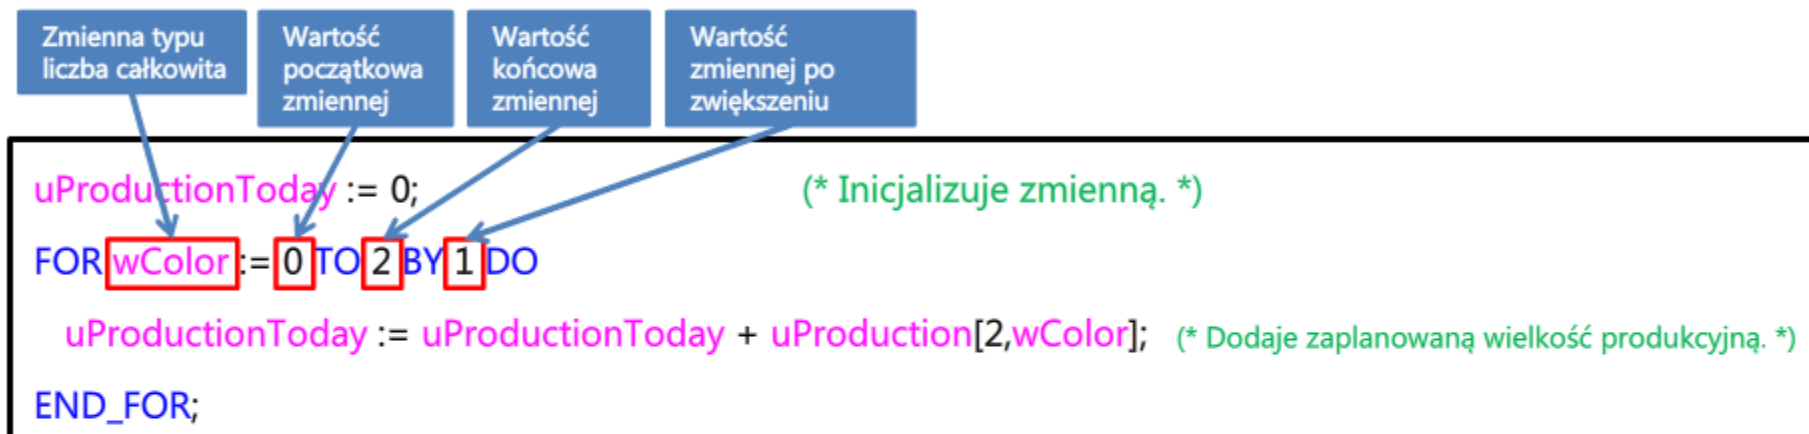 Zmienna typu
liczba całkowita
Wartość
początkowa
zmiennej
Wartość
końcowa
zmiennej
Wartość
zmiennej po
zwiększeniu
uProductionToday := 0; (* Inicjalizuje zmienną. *)
FOR wColor := 0 TO 2 BY 1 DO
uProductionToday := uProductionToday + uProduction[2,wColor]; (* Dodaje zaplanowaną wielkość produkcyjną. *)
END_FOR;